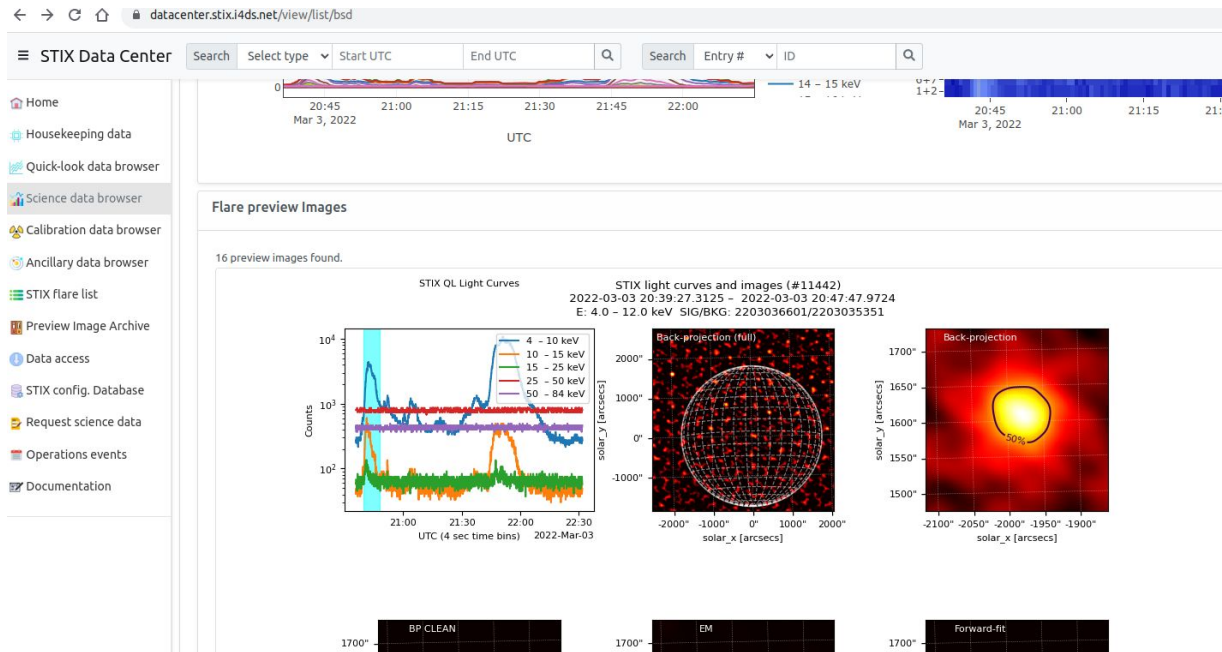 datacenter.stix.i4ds.net/view/list/bsd
STIX Data Center
Search Select type Start UTC End UTC
Search Entry # ID
Home
Housekeeping data
Quick-look data browser
Science data browser
Calibration data browser
Ancillary data browser
STIX flare list
Preview Image Archive
Data access
STIX config. Database
Request science data
Operations events
Documentation
0
20:45 21:00 21:15 21:30 21:45 22:00
Mar 3, 2022
UTC
14 – 15 keV
1+2
20:45 21:00 21:15 21:
Mar 3, 2022
Flare preview Images
16 preview images found.
STIX QL Light Curves
STIX light curves and images (#11442)
2022-03-03 20:39:27.3125 – 2022-03-03 20:47:47.9724
E: 4.0 – 12.0 keV SIG/BKG: 2203036601/2203035351
10⁴
10³
10²
Counts
4 – 10 keV
10 – 15 keV
15 – 25 keV
25 – 50 keV
50 – 84 keV
21:00 21:30 22:00 22:30
UTC (4 sec time bins) 2022-Mar-03
Back-projection (full)
2000"
1000"
0"
-1000"
solar_y [arcsecs]
-2000" -1000" 0" 1000" 2000"
solar_x [arcsecs]
Back-projection
1700"
1650"
1600"
1550"
1500"
solar_y [arcsecs]
50%
-2100" -2050" -2000" -1950" -1900"
solar_x [arcsecs]
BP CLEAN
1700"
EM
1700"
Forward-fit
1700"